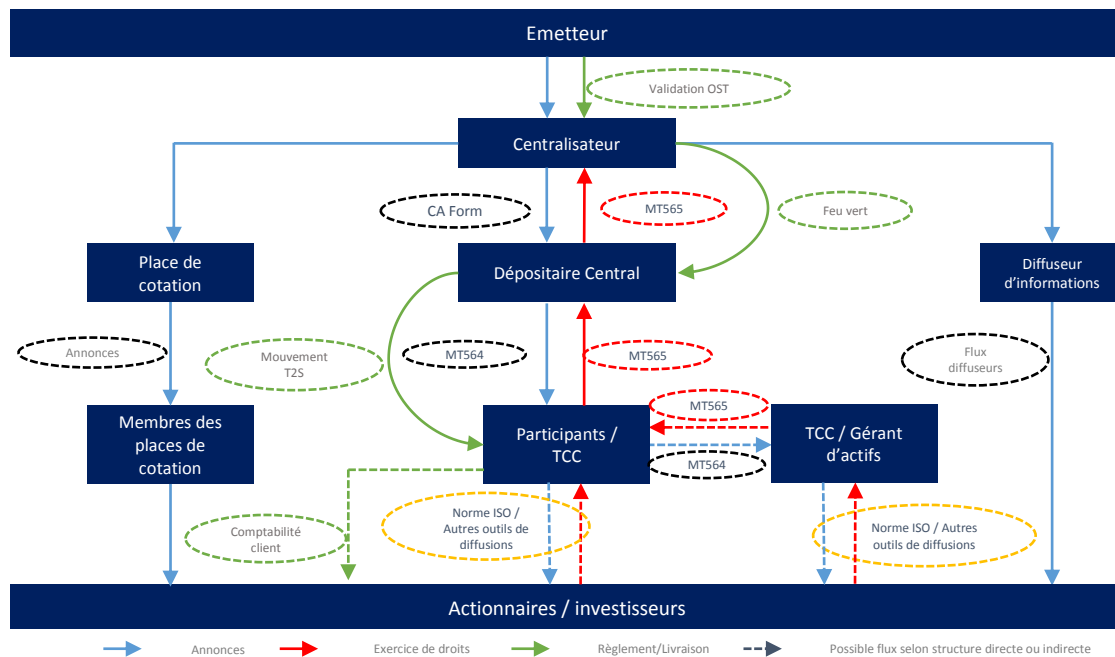 Emetteur
Validation OST
Centralisateur
CA Form
MT565
Feu vert
Place de
cotation
Dépositaire Central
Diffuseur
d'informations
Annonces
Mouvement
T2S
MT564
MT565
Flux
diffuseurs
MT565
Membres des
places de
cotation
Participants /
TCC
TCC / Gérant
d'actifs
MT564
Comptabilité
client
Norme ISO /
Autres outils de
diffusions
Norme ISO / Autres
outils de diffusions
Actionnaires / investisseurs
Annonces
Exercice de droits
Règlement/Livraison
Possible flux selon structure directe ou indirecte